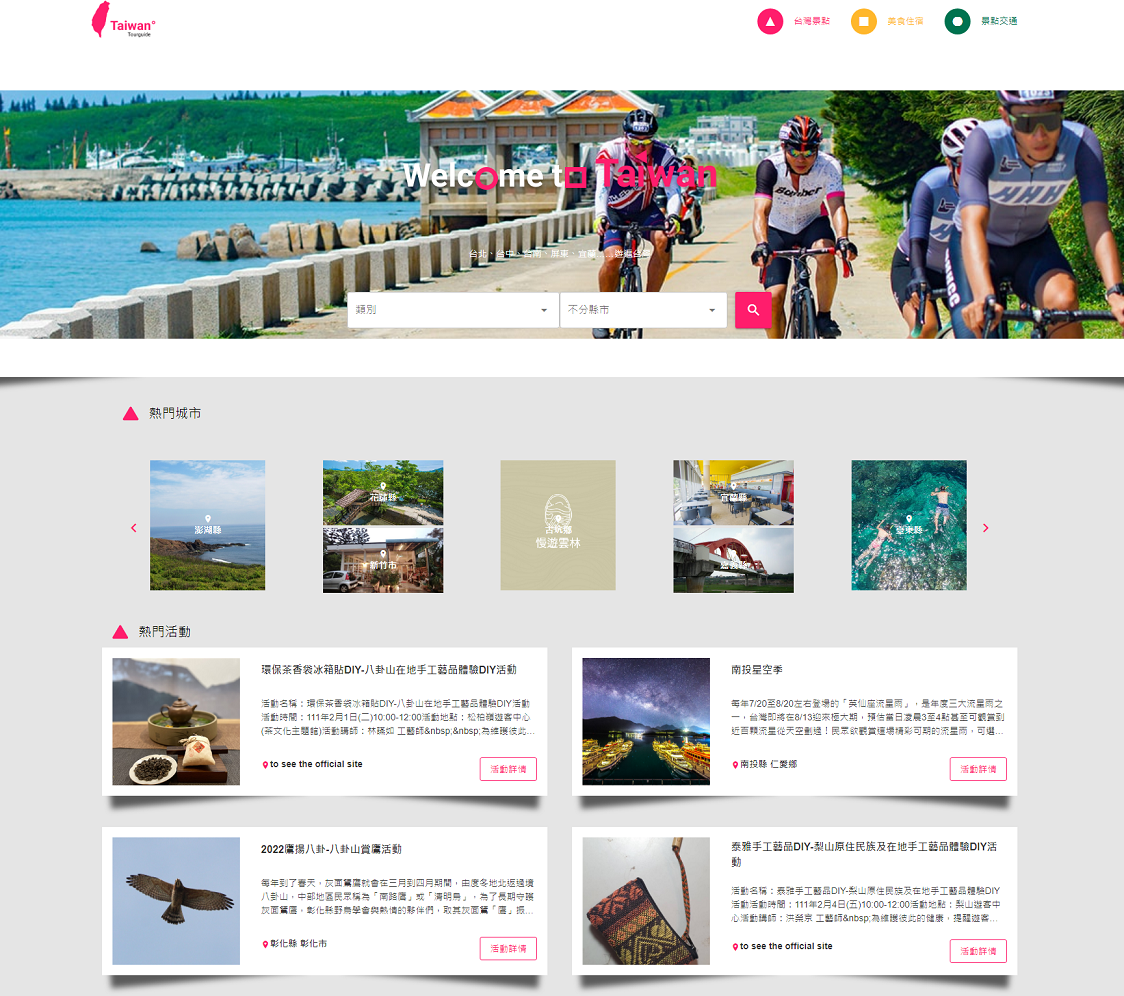 Taiwan°
Tourguide
台灣景點
美食住宿
景點交通
Welcome to Taiwan
台北、台中、台南、屏東、宜蘭……遊遍台灣
類別
不分縣市
熱門城市
澎湖縣
花蓮縣
新竹市
古坑鄉
慢遊雲林
宜蘭縣
嘉義縣
臺東縣
熱門活動
環保茶香袋冰箱貼DIY-八卦山在地手工藝品體驗DIY活動
活動名稱：環保茶香袋冰箱貼DIY-八卦山在地手工藝品體驗DIY活動
活動時間：111年2月1日(二)10:00-12:00活動地點：松柏嶺遊客中心
(茶文化主題館)活動講師：林瑀如 工藝師&nbsp;&nbsp;為維護彼此...
to see the official site
活動詳情
南投星空季
每年7/20至8/20左右登場的「英仙座流星雨」，是年度三大流星雨之
一，台灣即將在8/13迎來極大期，預估當日凌晨3至4點甚至可觀賞到
近百顆流星從天空劃過！民眾欲觀賞這場精彩可期的流星雨，可選...
南投縣 仁愛鄉
活動詳情
2022鷹揚八卦-八卦山賞鷹活動
每年到了春天，灰面鵟鷹就會在三月到四月期間，由度冬地北返過境
八卦山，中部地區民眾稱為「南路鷹」或「清明鳥」，為了長期守護
灰面鵟鷹，彰化縣野鳥學會與熱情的夥伴們，取其灰面鵟「鷹」振...
彰化縣 彰化市
活動詳情
泰雅手工藝品DIY-梨山原住民族及在地手工藝品體驗DIY活
動
活動名稱：泰雅手工藝品DIY-梨山原住民族及在地手工藝品體驗DIY
活動活動時間：111年2月4日(五)10:00-12:00活動地點：梨山遊客中
心活動講師：洪榮京 工藝師&nbsp;為維護彼此的健康，提醒遊客...
to see the official site
活動詳情